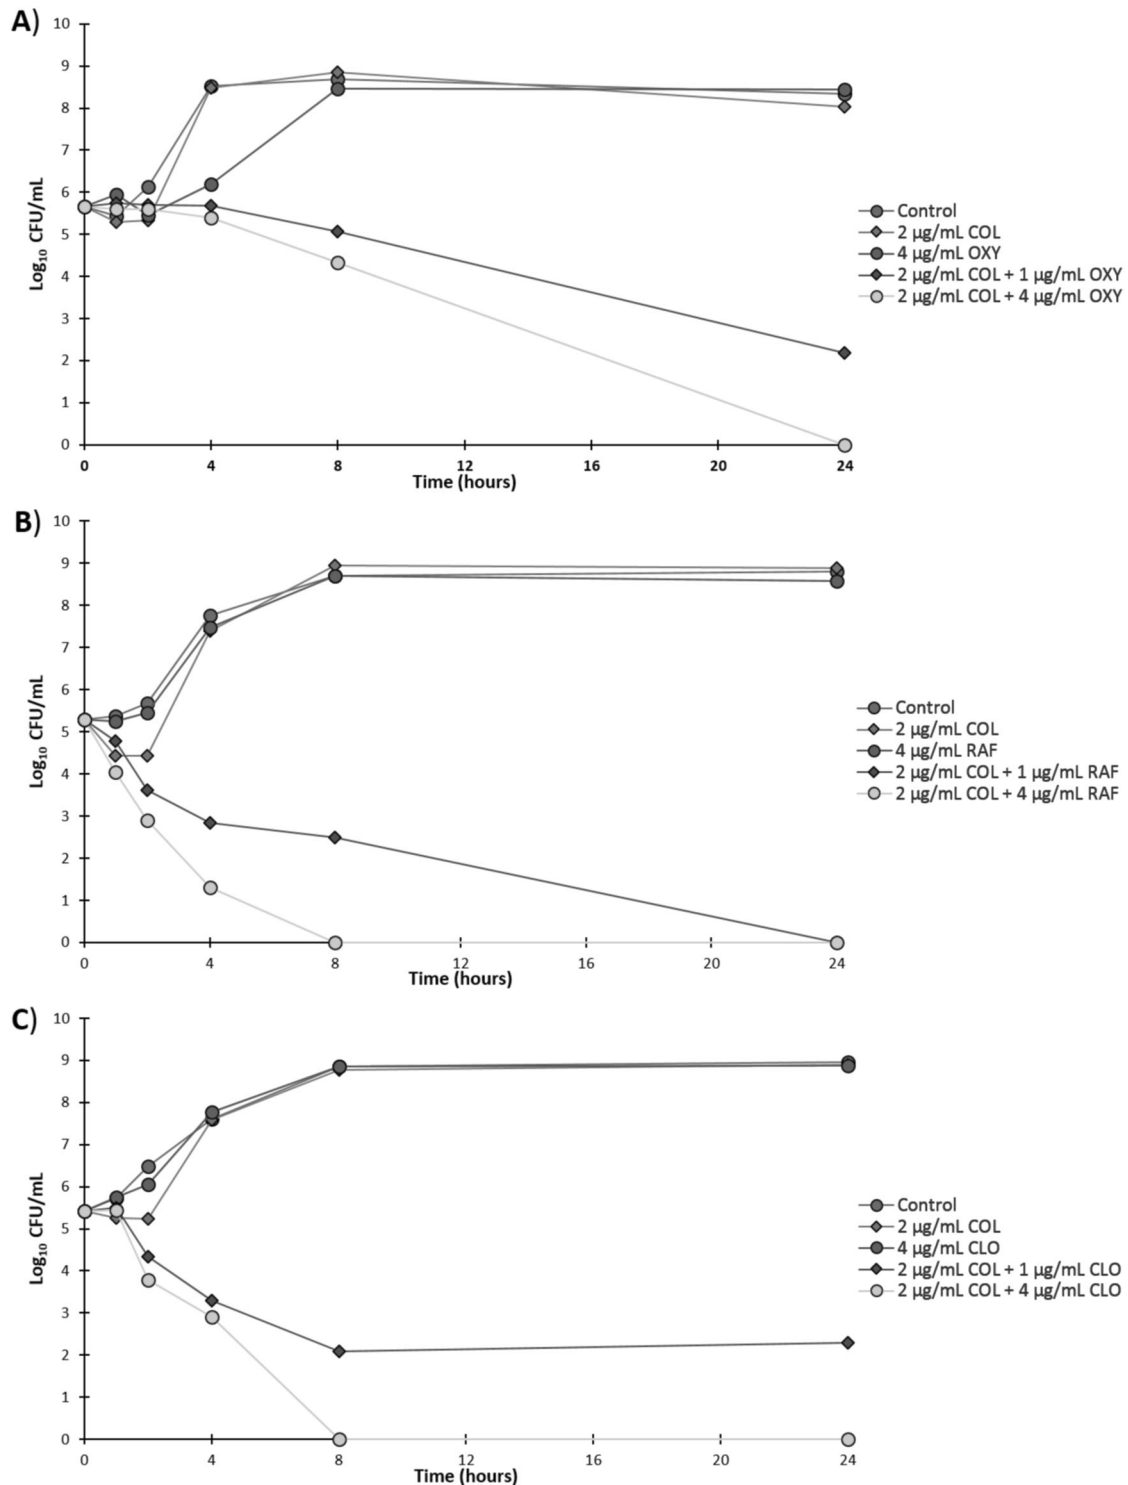 A)
10
9
8
7
6
5
4
3
2
1
0
Log₁₀ CFU/mL
0 4 8 12 16 20 24
Time (hours)
Control
2 µg/mL COL
4 µg/mL OXY
2 µg/mL COL + 1 µg/mL OXY
2 µg/mL COL + 4 µg/mL OXY
B)
10
9
8
7
6
5
4
3
2
1
0
Log₁₀ CFU/mL
0 4 8 12 16 20 24
Time (hours)
Control
2 µg/mL COL
4 µg/mL RAF
2 µg/mL COL + 1 µg/mL RAF
2 µg/mL COL + 4 µg/mL RAF
C)
10
9
8
7
6
5
4
3
2
1
0
Log₁₀ CFU/mL
0 4 8 12 16 20 24
Time (hours)
Control
2 µg/mL COL
4 µg/mL CLO
2 µg/mL COL + 1 µg/mL CLO
2 µg/mL COL + 4 µg/mL CLO